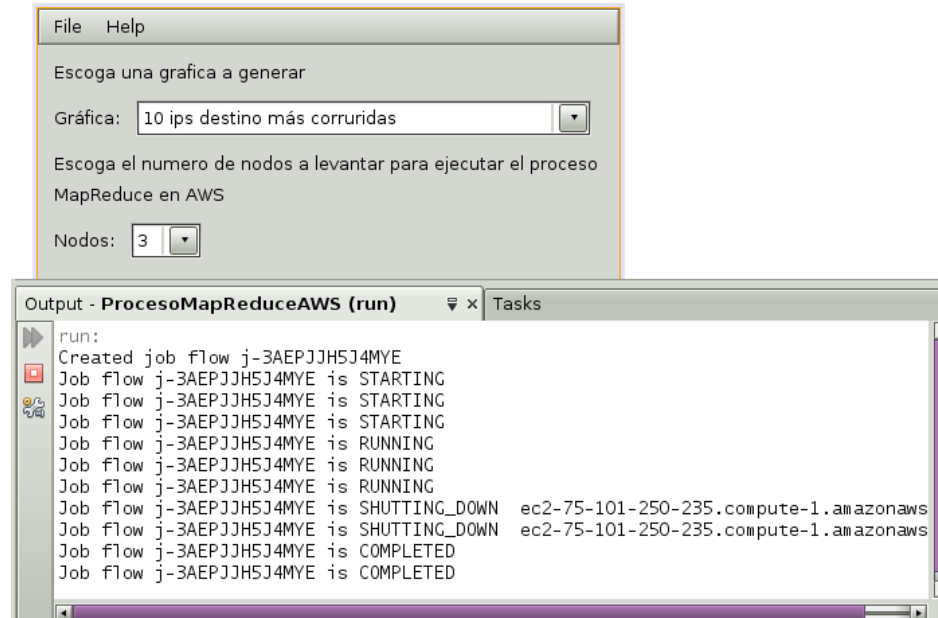 File Help
Escoga una grafica a generar
Gráfica: 10 ips destino más corruridas
Escoga el numero de nodos a levantar para ejecutar el proceso
MapReduce en AWS
Nodos: 3
Output - ProcesoMapReduceAWS (run) Tasks
run:
Created job flow j-3AEPJJH5J4MYE
Job flow j-3AEPJJH5J4MYE is STARTING
Job flow j-3AEPJJH5J4MYE is STARTING
Job flow j-3AEPJJH5J4MYE is STARTING
Job flow j-3AEPJJH5J4MYE is RUNNING
Job flow j-3AEPJJH5J4MYE is RUNNING
Job flow j-3AEPJJH5J4MYE is RUNNING
Job flow j-3AEPJJH5J4MYE is SHUTTING_DOWN ec2-75-101-250-235.compute-1.amazonaws
Job flow j-3AEPJJH5J4MYE is SHUTTING_DOWN ec2-75-101-250-235.compute-1.amazonaws
Job flow j-3AEPJJH5J4MYE is COMPLETED
Job flow j-3AEPJJH5J4MYE is COMPLETED